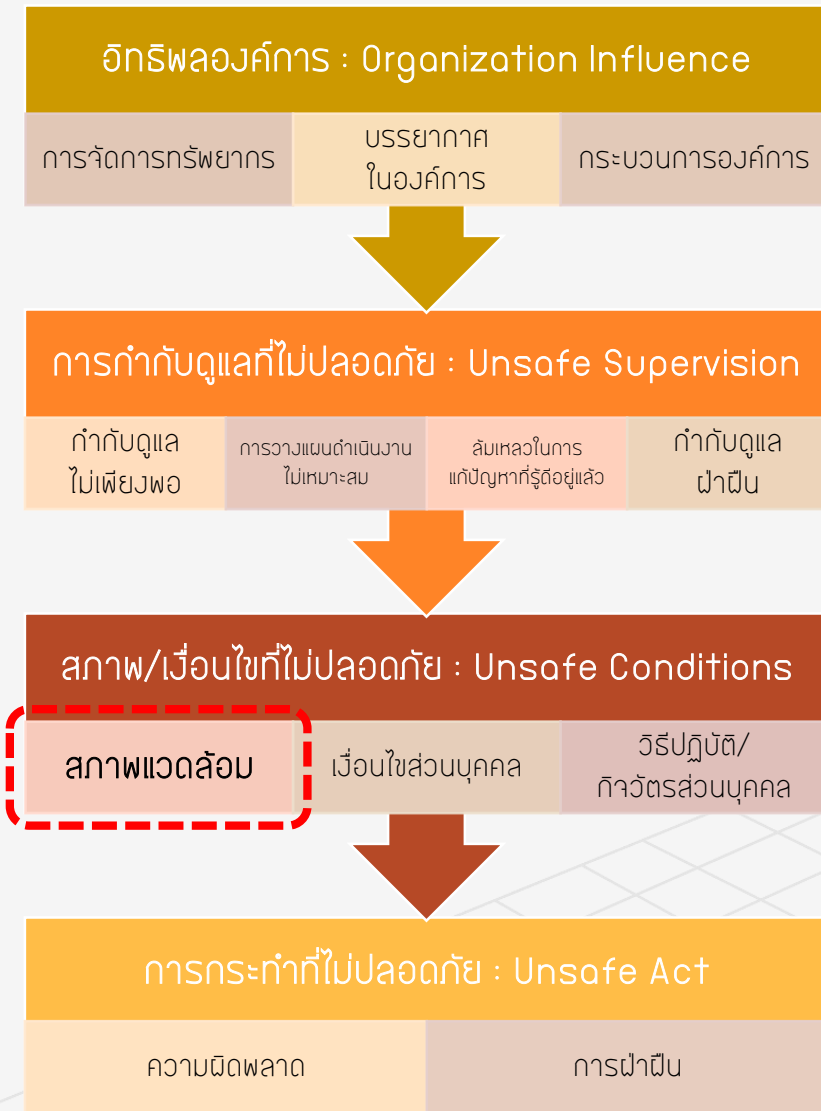 อิทธิพลองค์การ : Organization Influence
การจัดการทรัพยากร
บรรยากาศ
ในองค์การ
กระบวนการองค์การ
การกำกับดูแลที่ไม่ปลอดภัย : Unsafe Supervision
กำกับดูแล
ไม่เพียงพอ
การวางแผนดำเนินงาน
ไม่เหมาะสม
ล้มเหลวในการ
แก้ปัญหาที่รู้ดีอยู่แล้ว
กำกับดูแล
ฝ่าฝืน
สภาพ/เงื่อนไขที่ไม่ปลอดภัย : Unsafe Conditions
สภาพแวดล้อม
เงื่อนไขส่วนบุคคล
วิธีปฏิบัติ/
กิจวัตรส่วนบุคคล
การกระทำที่ไม่ปลอดภัย : Unsafe Act
ความผิดพลาด
การฝ่าฝืน